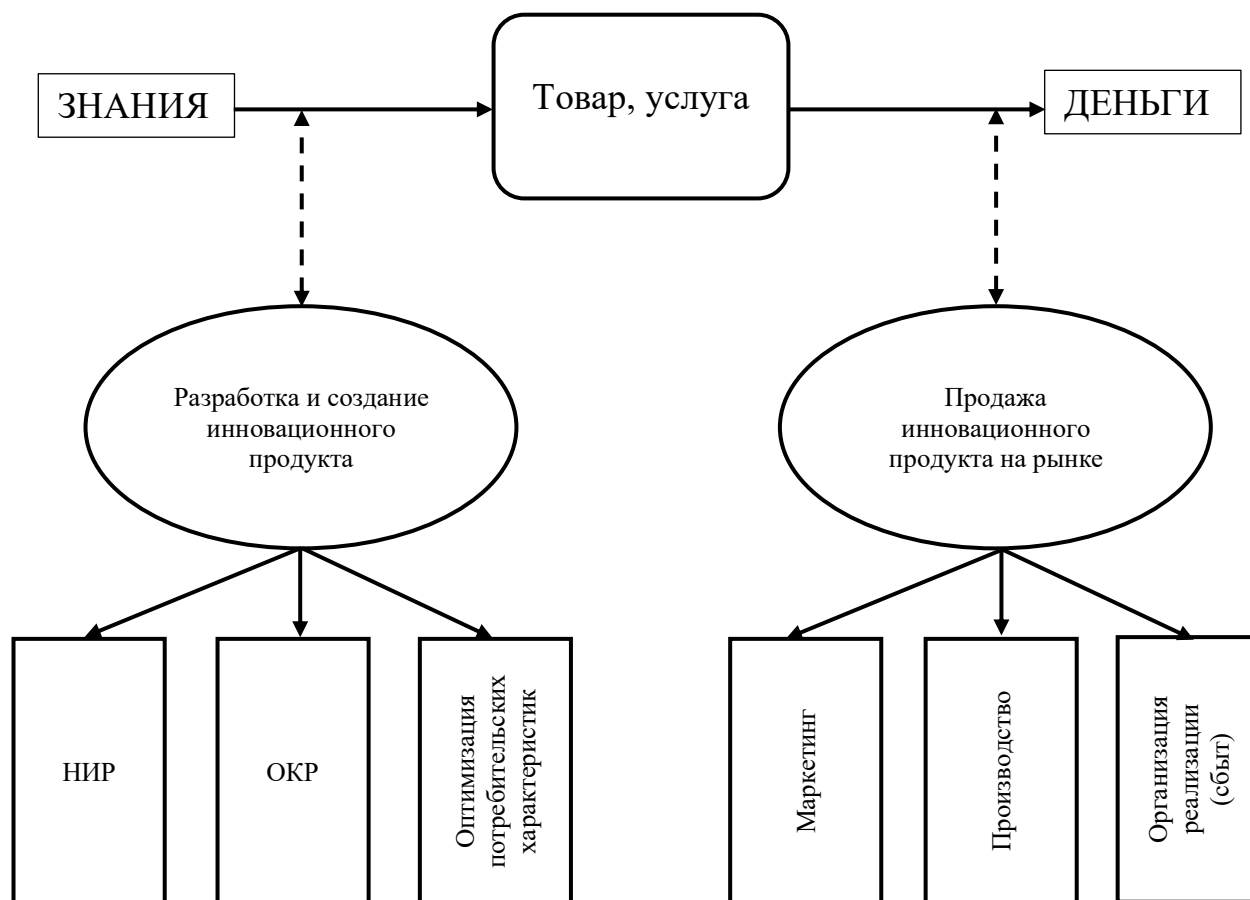 ЗНАНИЯ
Товар, услуга
ДЕНЬГИ
Разработка и создание
инновационного
продукта
Продажа
инновационного
продукта на рынке
НИР
ОКР
Оптимизация
потребительских
характеристик
Маркетинг
Производство
Организация
реализации
(сбыт)